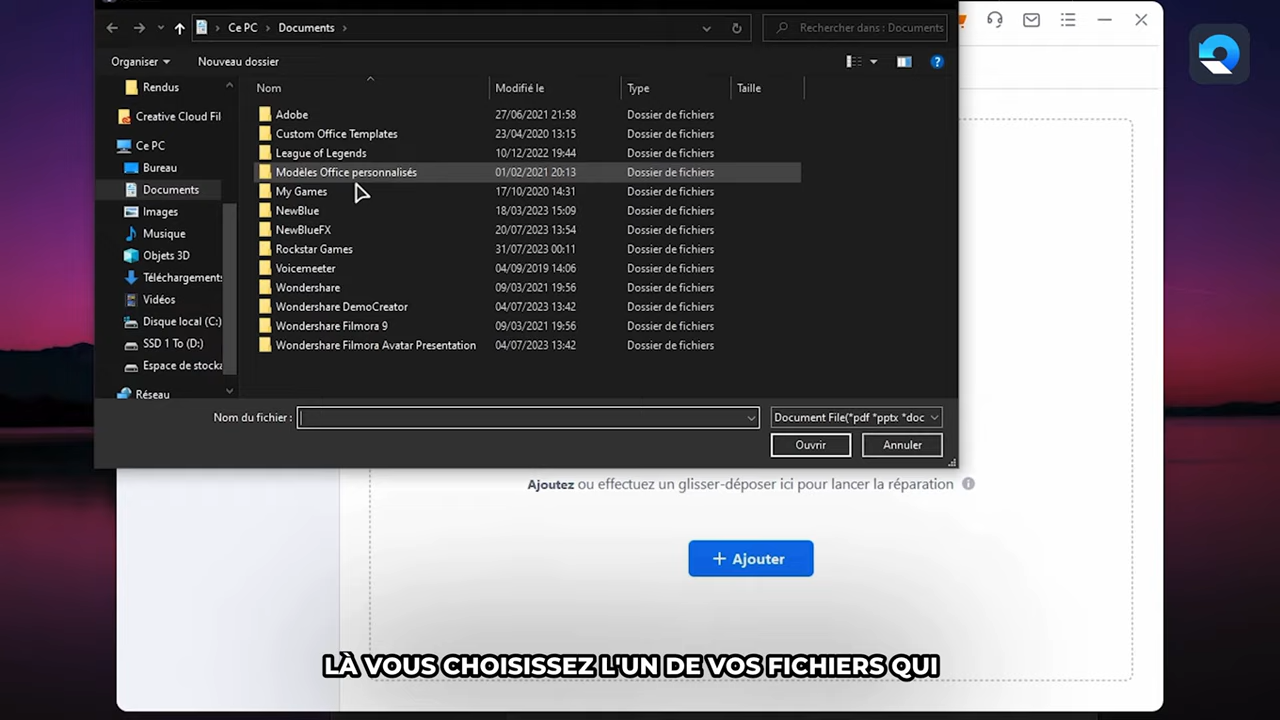 Ce PC > Documents >
Rechercher dans : Documents
Organiser
Nouveau dossier
Rendus
Creative Cloud Fil
Ce PC
Bureau
Documents
Images
Musique
Objets 3D
Téléchargements
Vidéos
Disque local (C:)
SSD 1 To (D:)
Espace de stocka
Réseau
Nom Modifié le Type Taille
Adobe 27/06/2021 21:58 Dossier de fichiers
Custom Office Templates 23/04/2020 13:15 Dossier de fichiers
League of Legends 10/12/2022 19:44 Dossier de fichiers
Modèles Office personnalisés 01/02/2021 20:13 Dossier de fichiers
My Games 17/10/2020 14:31 Dossier de fichiers
NewBlue 18/03/2023 15:09 Dossier de fichiers
NewBlueFX 20/07/2023 13:54 Dossier de fichiers
Rockstar Games 31/07/2023 00:11 Dossier de fichiers
Voicemeeter 04/09/2019 14:06 Dossier de fichiers
Wondershare 09/03/2021 19:56 Dossier de fichiers
Wondershare DemoCreator 04/07/2023 13:42 Dossier de fichiers
Wondershare Filmora 9 09/03/2021 19:56 Dossier de fichiers
Wondershare Filmora Avatar Presentation 04/07/2023 13:42 Dossier de fichiers
Nom du fichier :
Document File(*pdf *pptx *doc
Ouvrir Annuler
Ajoutez ou effectuez un glisser-déposer ici pour lancer la réparation
+ Ajouter
LÀ VOUS CHOISISSEZ L'UN DE VOS FICHIERS QUI